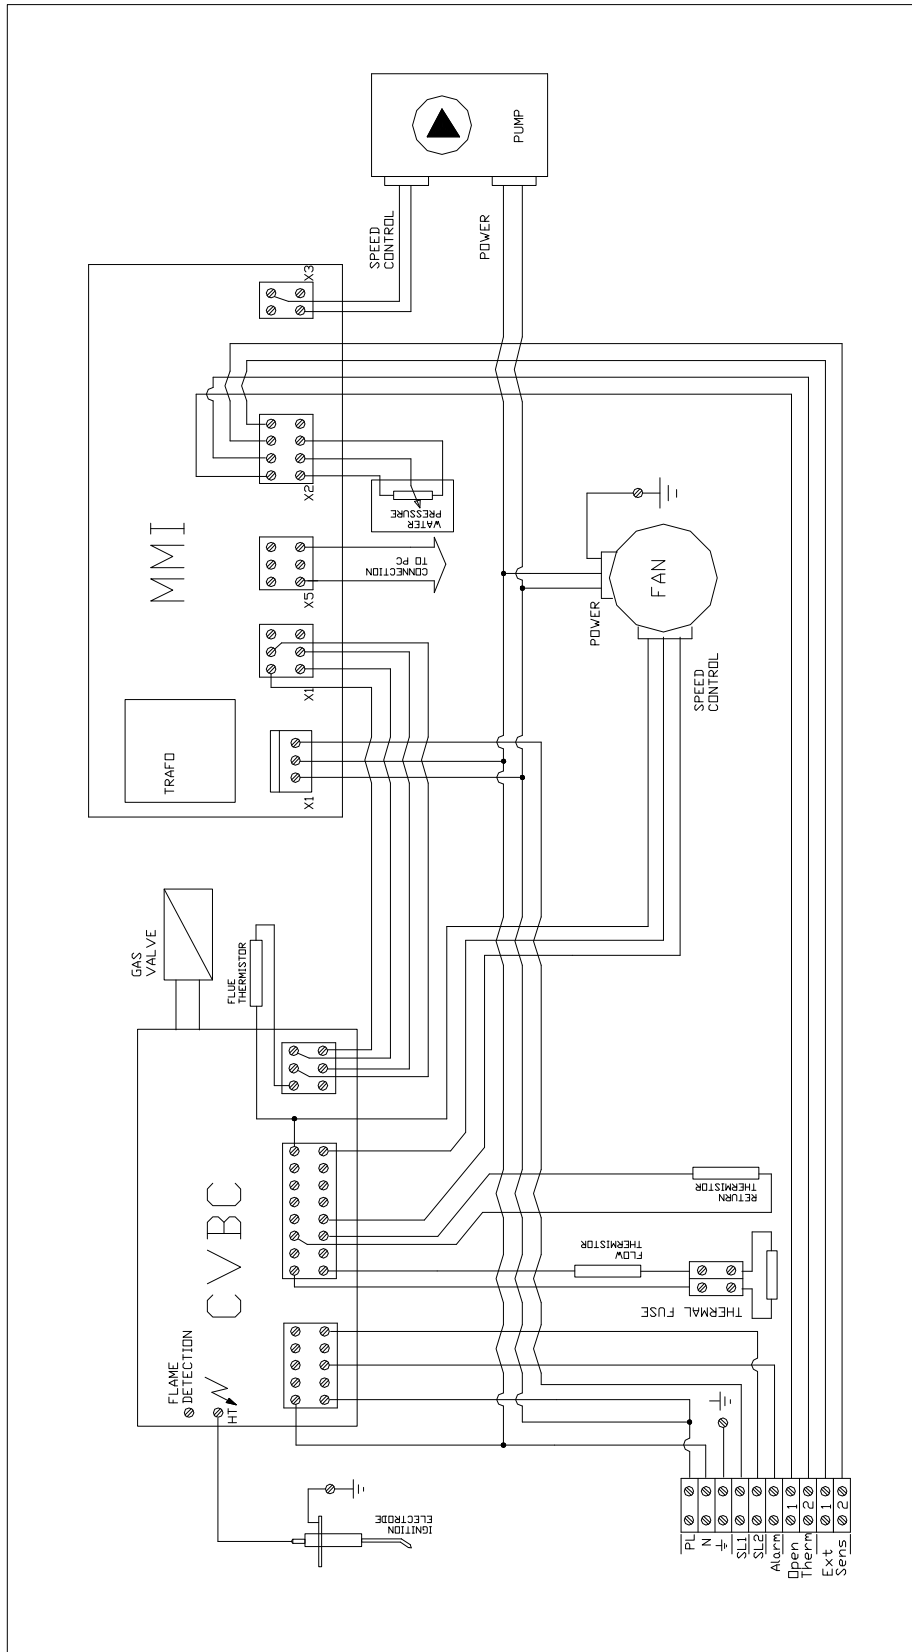 PUMP
SPEED
CONTROL
POWER
X3
X2
WATER
PRESSURE
MMI
CONNECTION
TO PC
X5
POWER
FAN
SPEED
CONTROL
X1
TRAFO
X1
GAS
VALVE
FLUE
THERMISTOR
CVBC
RETURN
THERMISTOR
FLOW
THERMISTOR
THERMAL FUSE
FLAME
DETECTION
HT
IGNITION
ELECTRODE
1
2
1
2
PL
N
SL1
SL2
Alarm
Open
Therm
Ext
Sens